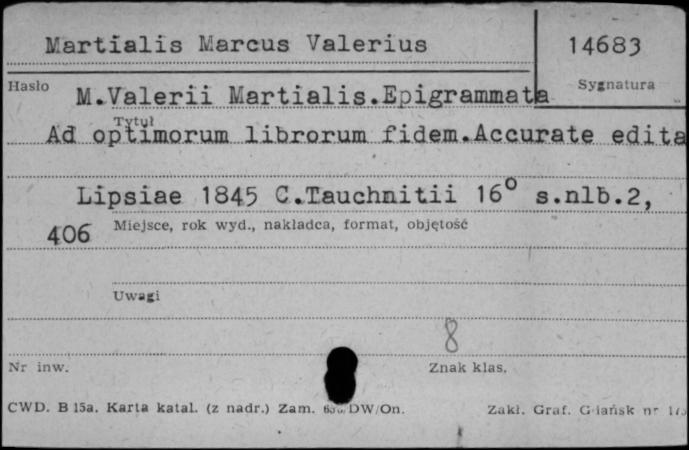 Martialis Marcus Valerius
14683
Hasło
Sygnatura
M.Valerii Martialis.Epigrammata
Tytuł
Ad optimorum librorum fidem.Accurate edita
Lipsiae 1845 C.Tauchnitii 16° s.nlb.2,
406
Miejsce, rok wyd., nakładca, format, objętość
Uwagi
8
Nr inw.
Znak klas.
CWD. B 15a. Karta katal. (z nadr.) Zam. DW/On.
Zakł. Graf. Gdańsk nr